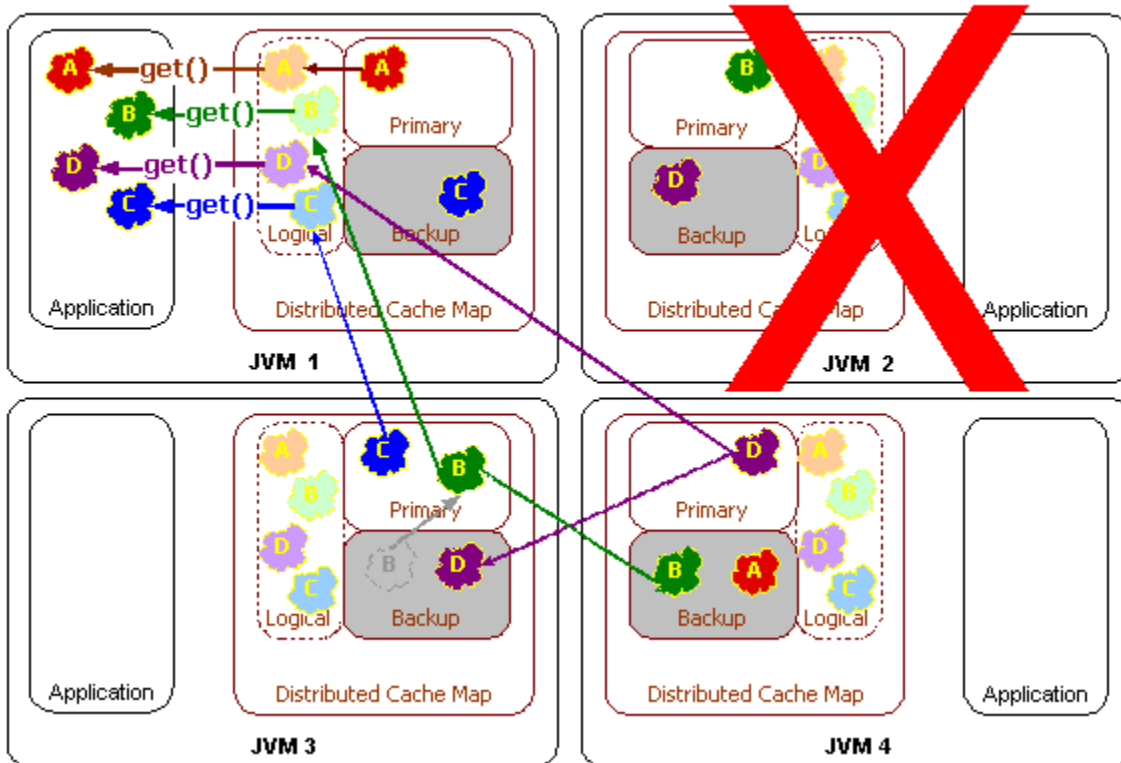 A get() A A
B get() B
Primary
D get() D
C get() C
C
Logical Backup
Application
Distributed Cache Map
JVM 1
B
Primary
D
D
Backup
Logical
Distributed Cache Map
Application
JVM 2
A
C
B
B
Primary
D
B
D
C
Logical Backup
Application
Distributed Cache Map
JVM 3
D
A
Primary
B
B
A
D
C
Backup Logical
Distributed Cache Map
Application
JVM 4